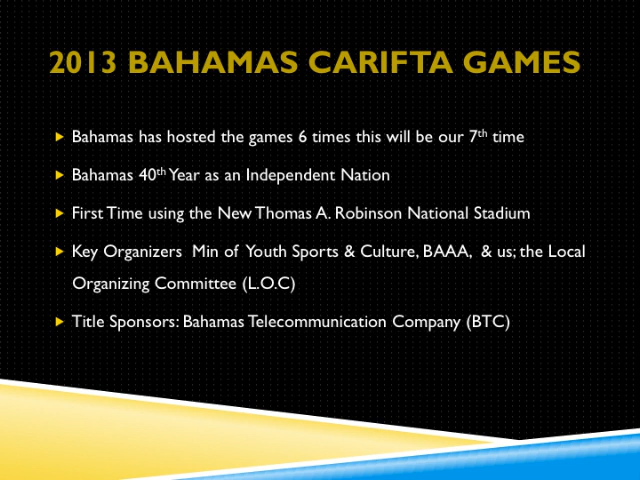 2013 BAHAMAS CARIFTA GAMES
Bahamas has hosted the games 6 times this will be our 7th time
Bahamas 40th Year as an Independent Nation
First Time using the New Thomas A. Robinson National Stadium
Key Organizers Min of Youth Sports & Culture, BAAA, & us; the Local
Organizing Committee (L.O.C)
Title Sponsors: Bahamas Telecommunication Company (BTC)